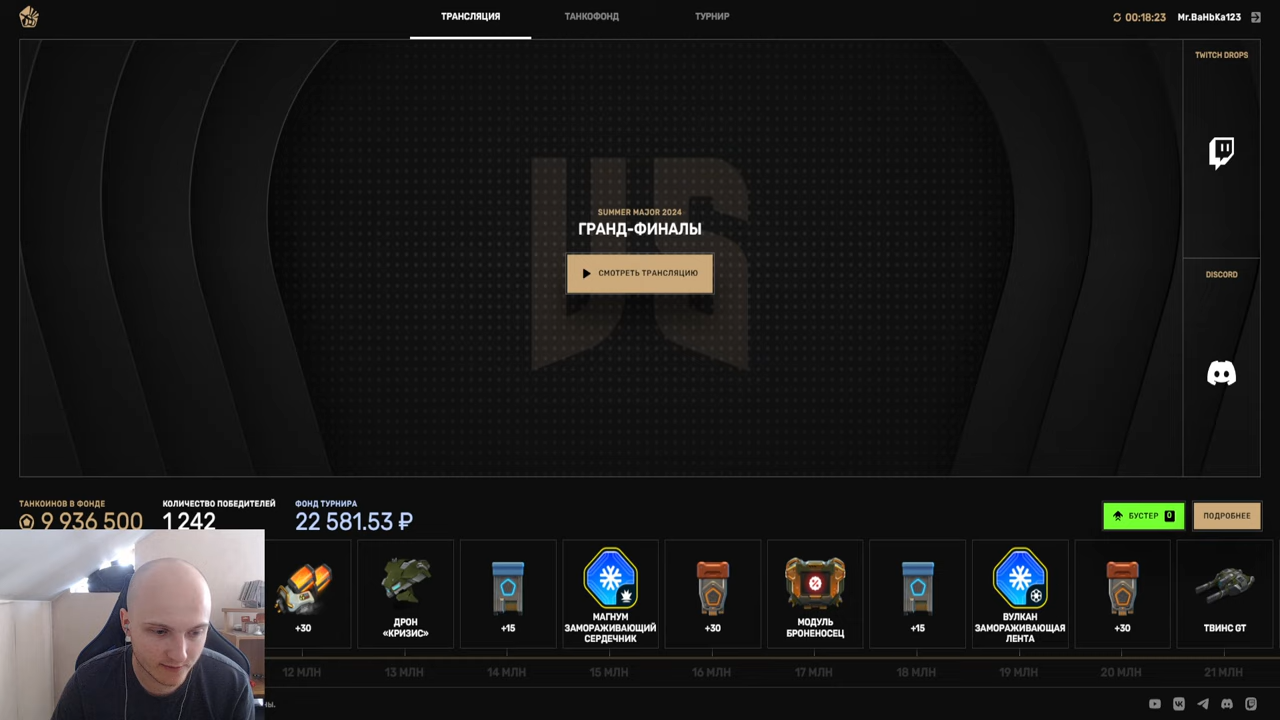 ТРАНСЛЯЦИЯ
ТАНКОФОНД
ТУРНИР
00:18:23
Mr.BaHbKa123
TWITCH DROPS
SUMMER MAJOR 2024
ГРАНД-ФИНАЛЫ
СМОТРЕТЬ ТРАНСЛЯЦИЮ
DISCORD
ТАНКОИНОВ В ФОНДЕ
9 936 500
КОЛИЧЕСТВО ПОБЕДИТЕЛЕЙ
1 242
ФОНД ТУРНИРА
22 581.53 ₽
БУСТЕР 0
ПОДРОБНЕЕ
+30
ДРОН
«КРИЗИС»
+15
МАГНУМ
ЗАМОРАЖИВАЮЩИЙ
СЕРДЕЧНИК
+30
МОДУЛЬ
БРОНЕНОСЕЦ
+15
ВУЛКАН
ЗАМОРАЖИВАЮЩАЯ
ЛЕНТА
+30
ТВИНС GT
12 МЛН
13 МЛН
14 МЛН
15 МЛН
16 МЛН
17 МЛН
18 МЛН
19 МЛН
20 МЛН
21 МЛН